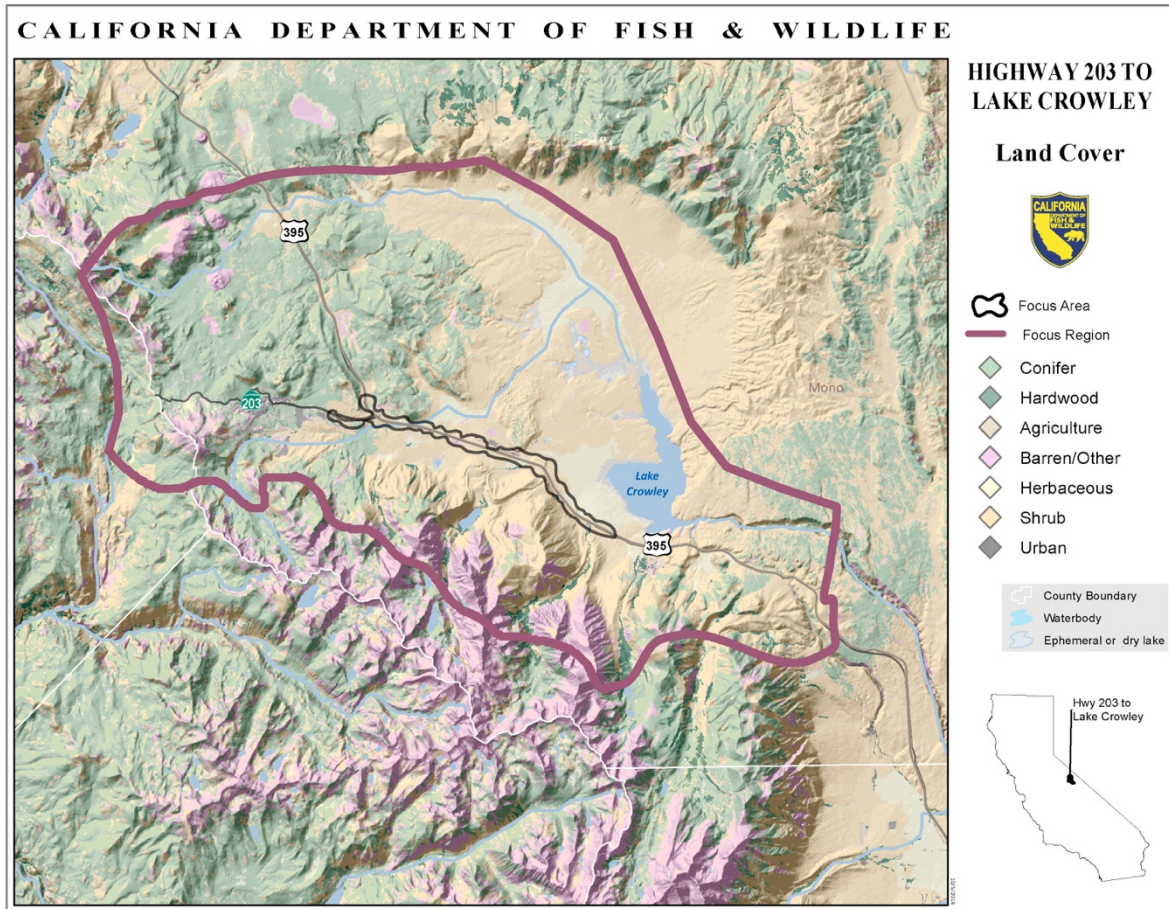 CALIFORNIA DEPARTMENT OF FISH & WILDLIFE
HIGHWAY 203 TO
LAKE CROWLEY
Land Cover
CALIFORNIA
DEPARTMENT OF
FISH &
WILDLIFE
Focus Area
Focus Region
Conifer
Hardwood
Agriculture
Barren/Other
Herbaceous
Shrub
Urban
County Boundary
Waterbody
Ephemeral or dry lake
Hwy 203 to
Lake Crowley
395
Mono
203
Lake
Crowley
395